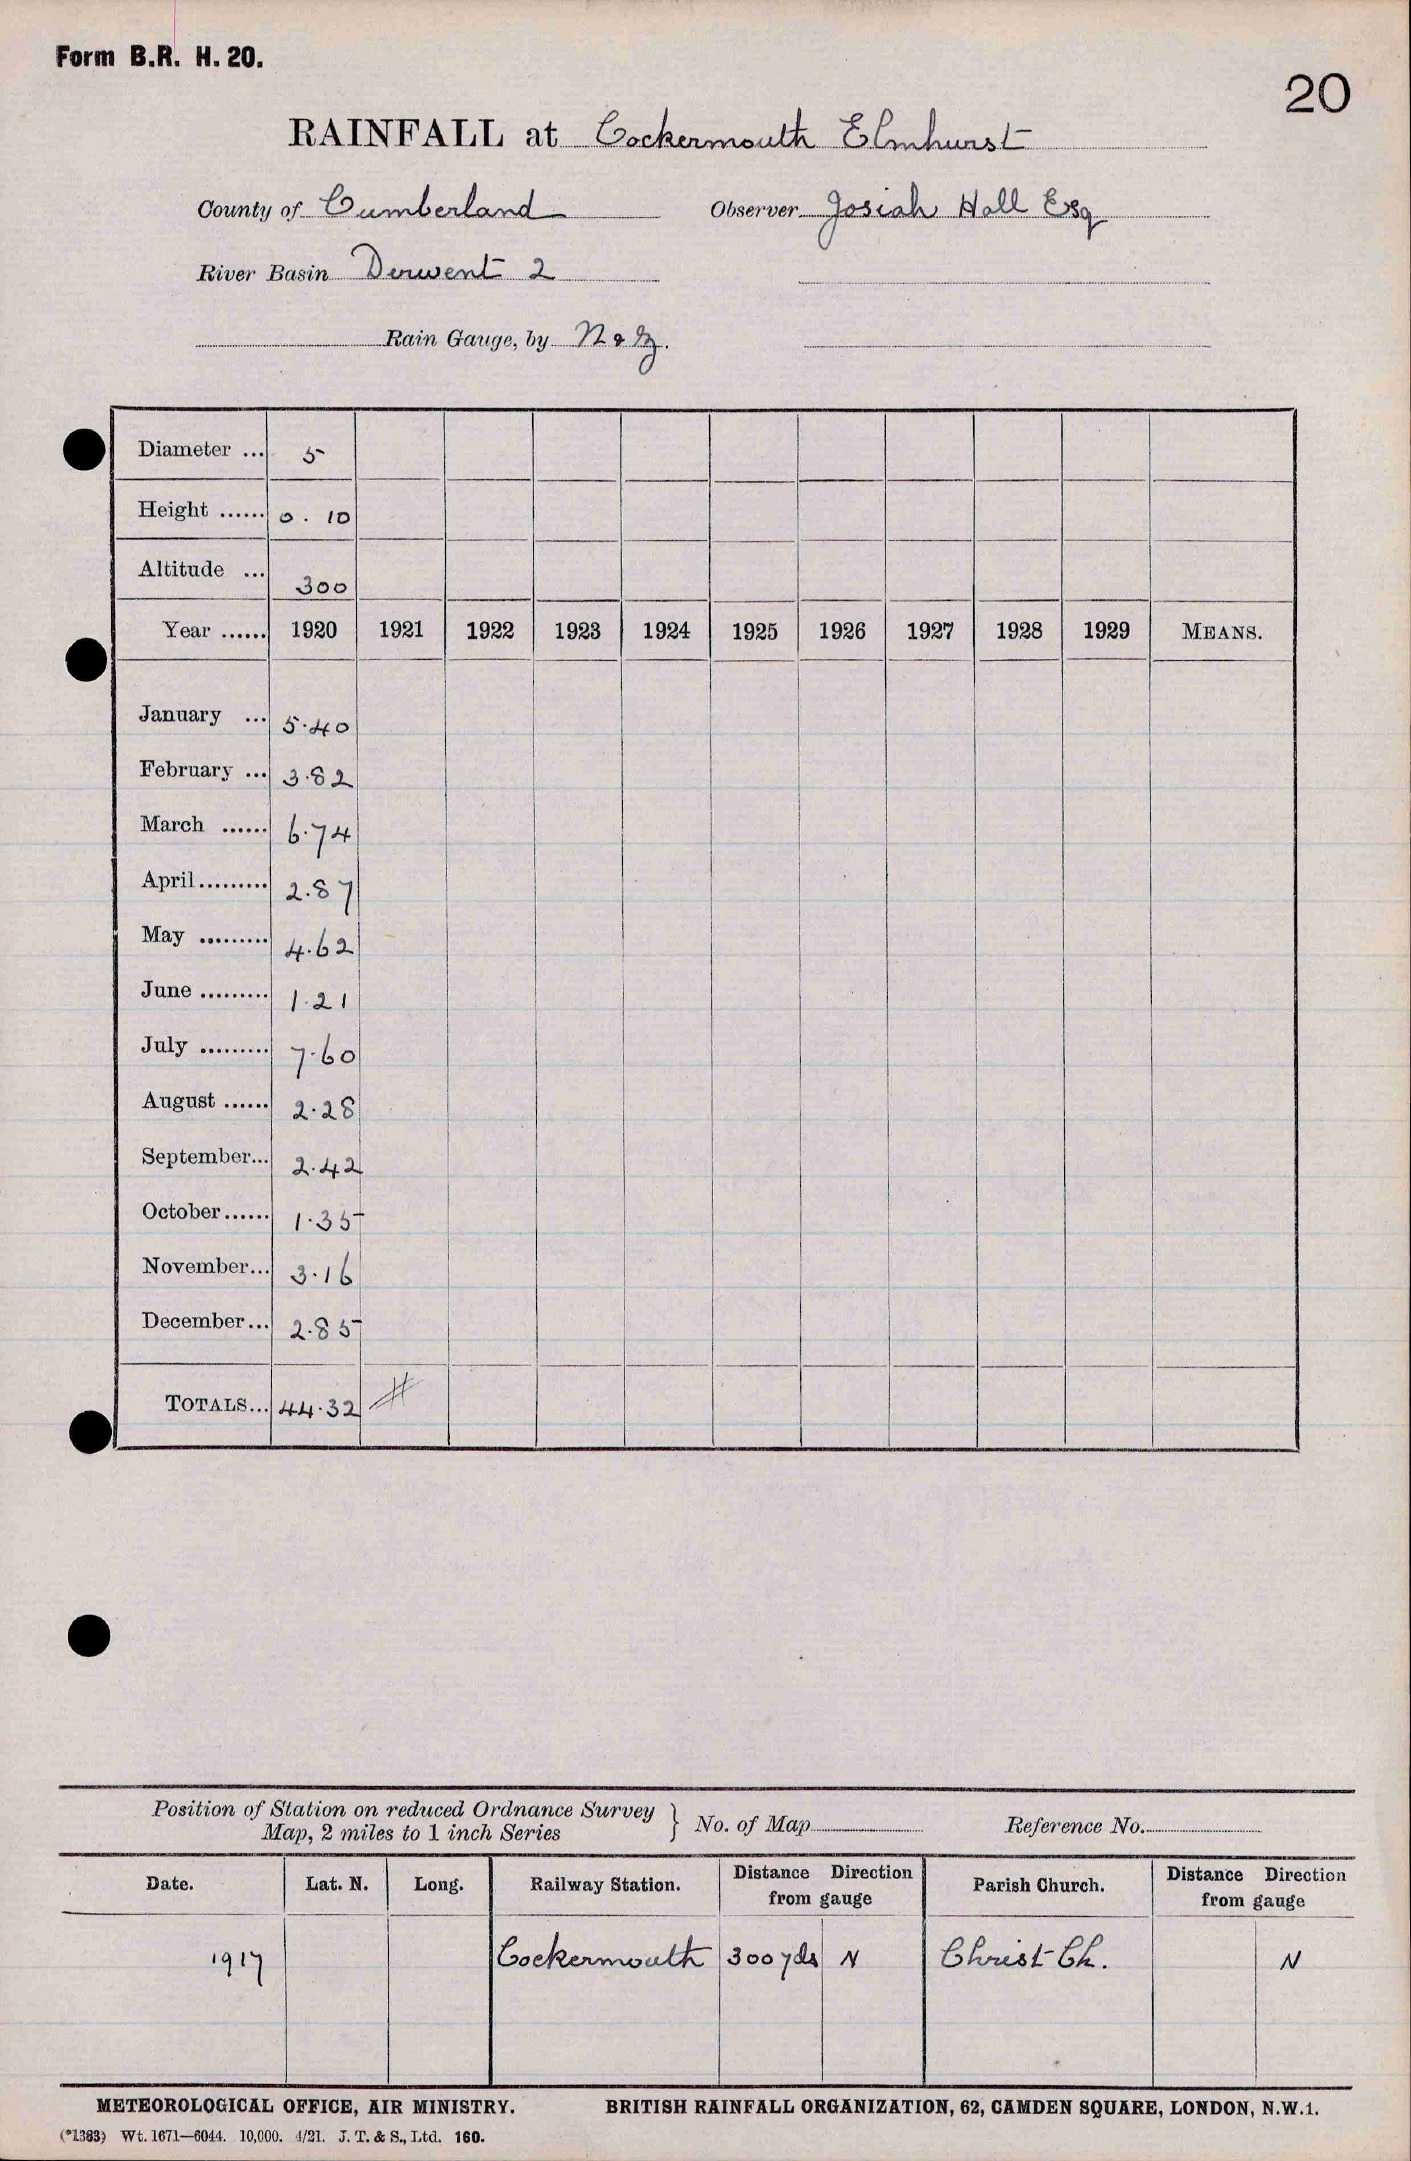 Form B.R. H. 20.
20
RAINFALL at Cockermouth Elmhurst
County of Cumberland Observer Josiah Hall Esq
River Basin Derwent 2
Rain Gauge, by N & Z.
Diameter ... 5
Height ...... 0. 10
Altitude ... 300
Year ...... 1920 1921 1922 1923 1924 1925 1926 1927 1928 1929 MEANS.
January ... 5.40
February ... 3.82
March ...... 6.74
April ......... 2.87
May ......... 4.62
June ......... 1.21
July ......... 7.60
August ...... 2.28
September... 2.42
October...... 1.35
November... 3.16
December... 2.85
TOTALS... 44.32 #
Position of Station on reduced Ordnance Survey
Map, 2 miles to 1 inch Series } No. of Map Reference No.
Date. Lat. N. Long. Railway Station. Distance Direction from gauge Parish Church. Distance Direction from gauge
1917 Cockermouth 300 yds N Christ Ch. N
METEOROLOGICAL OFFICE, AIR MINISTRY. BRITISH RAINFALL ORGANIZATION, 62, CAMDEN SQUARE, LONDON, N.W.1.
(*1383) Wt. 1671—6044. 10,000. 4/21. J. T. & S., Ltd. 160.